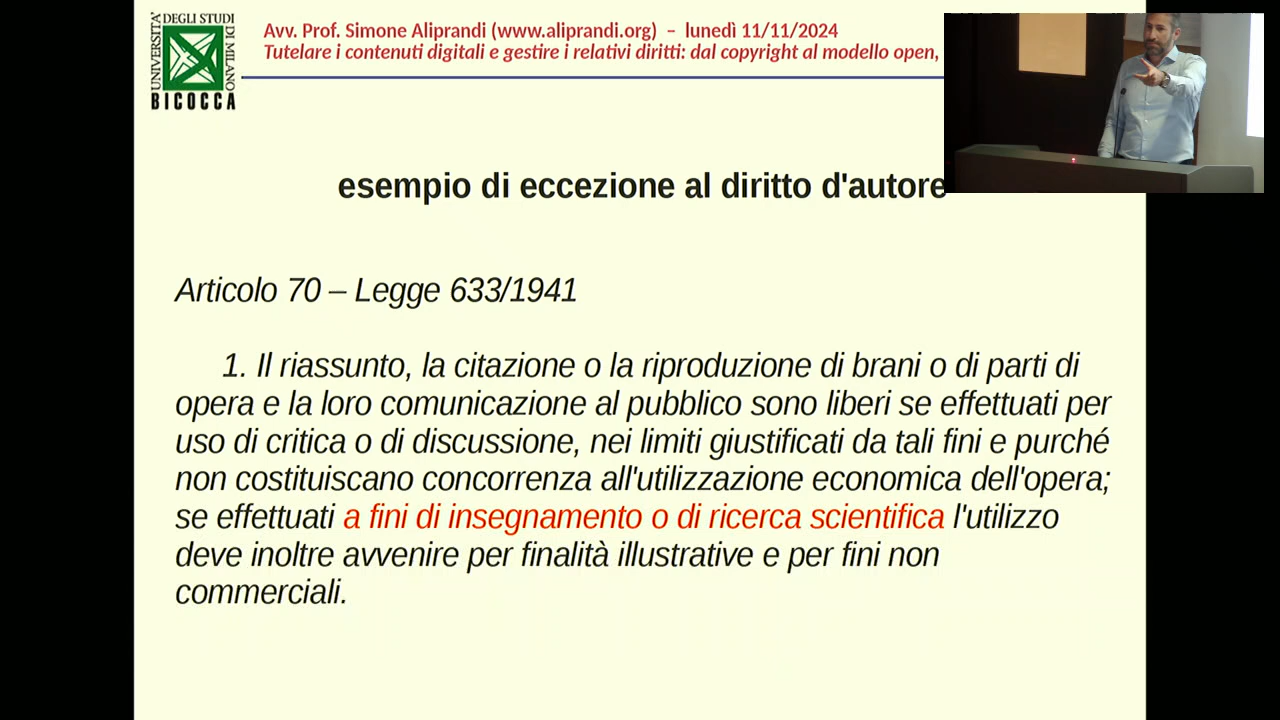 UNIVERSITA' DEGLI STUDI DI MILANO
BICOCCA
Avv. Prof. Simone Aliprandi (www.aliprandi.org) – lunedì 11/11/2024
Tutelare i contenuti digitali e gestire i relativi diritti: dal copyright al modello open,
esempio di eccezione al diritto d'autore
Articolo 70 – Legge 633/1941
1. Il riassunto, la citazione o la riproduzione di brani o di parti di
opera e la loro comunicazione al pubblico sono liberi se effettuati per
uso di critica o di discussione, nei limiti giustificati da tali fini e purché
non costituiscano concorrenza all'utilizzazione economica dell'opera;
se effettuati a fini di insegnamento o di ricerca scientifica l'utilizzo
deve inoltre avvenire per finalità illustrative e per fini non
commerciali.